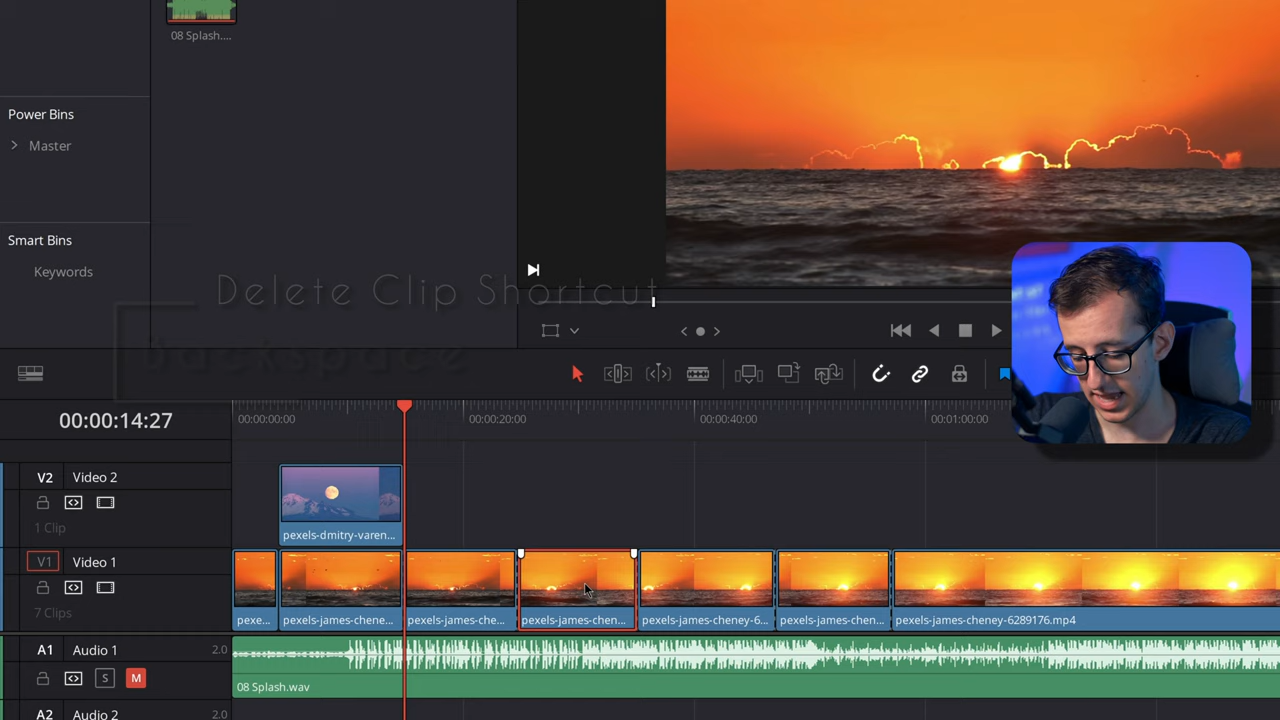 08 Splash....
Power Bins
Master
Smart Bins
Keywords
Delete Clip Shortcut
backspace
00:00:14:27
00:00:00:00
00:00:20:00
00:00:40:00
00:01:00:00
V2
Video 2
1 Clip
pexels-dmitry-varen...
V1
Video 1
7 Clips
pexe...
pexels-james-chene...
pexels-james-che...
pexels-james-chen...
pexels-james-cheney-6...
pexels-james-chen...
pexels-james-cheney-6289176.mp4
A1
Audio 1
2.0
S
M
08 Splash.wav
A2
Audio 2
2.0